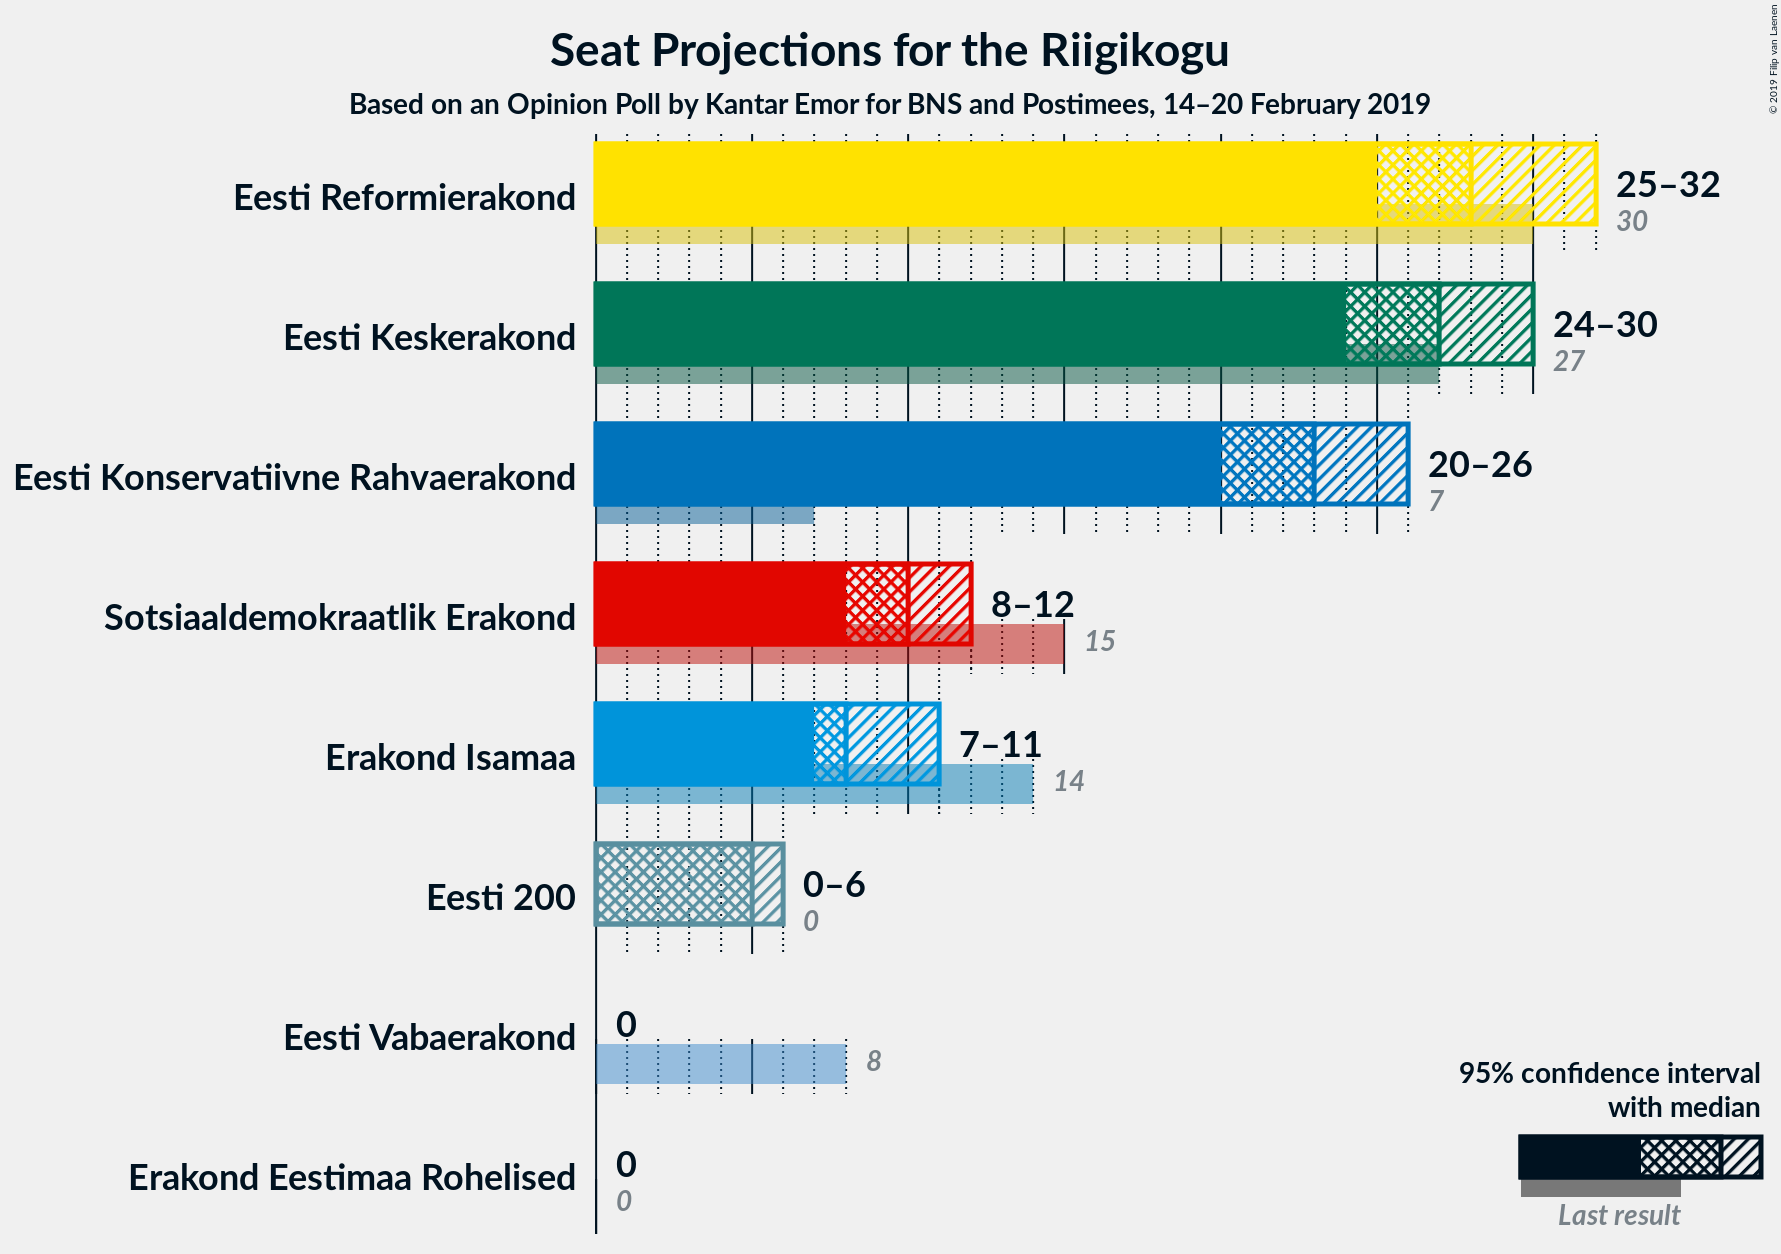 Seat Projections for the Riigikogu
Based on an Opinion Poll by Kantar Emor for BNS and Postimees, 14–20 February 2019
© 2019 Filip van Laenen
Eesti Reformierakond
25–32
30
Eesti Keskerakond
24–30
27
Eesti Konservatiivne Rahvaerakond
20–26
7
Sotsiaaldemokraatlik Erakond
8–12
15
Erakond Isamaa
7–11
14
Eesti 200
0–6
0
Eesti Vabaerakond
0
8
Erakond Eestimaa Rohelised
0
0
95% confidence interval
with median
Last result